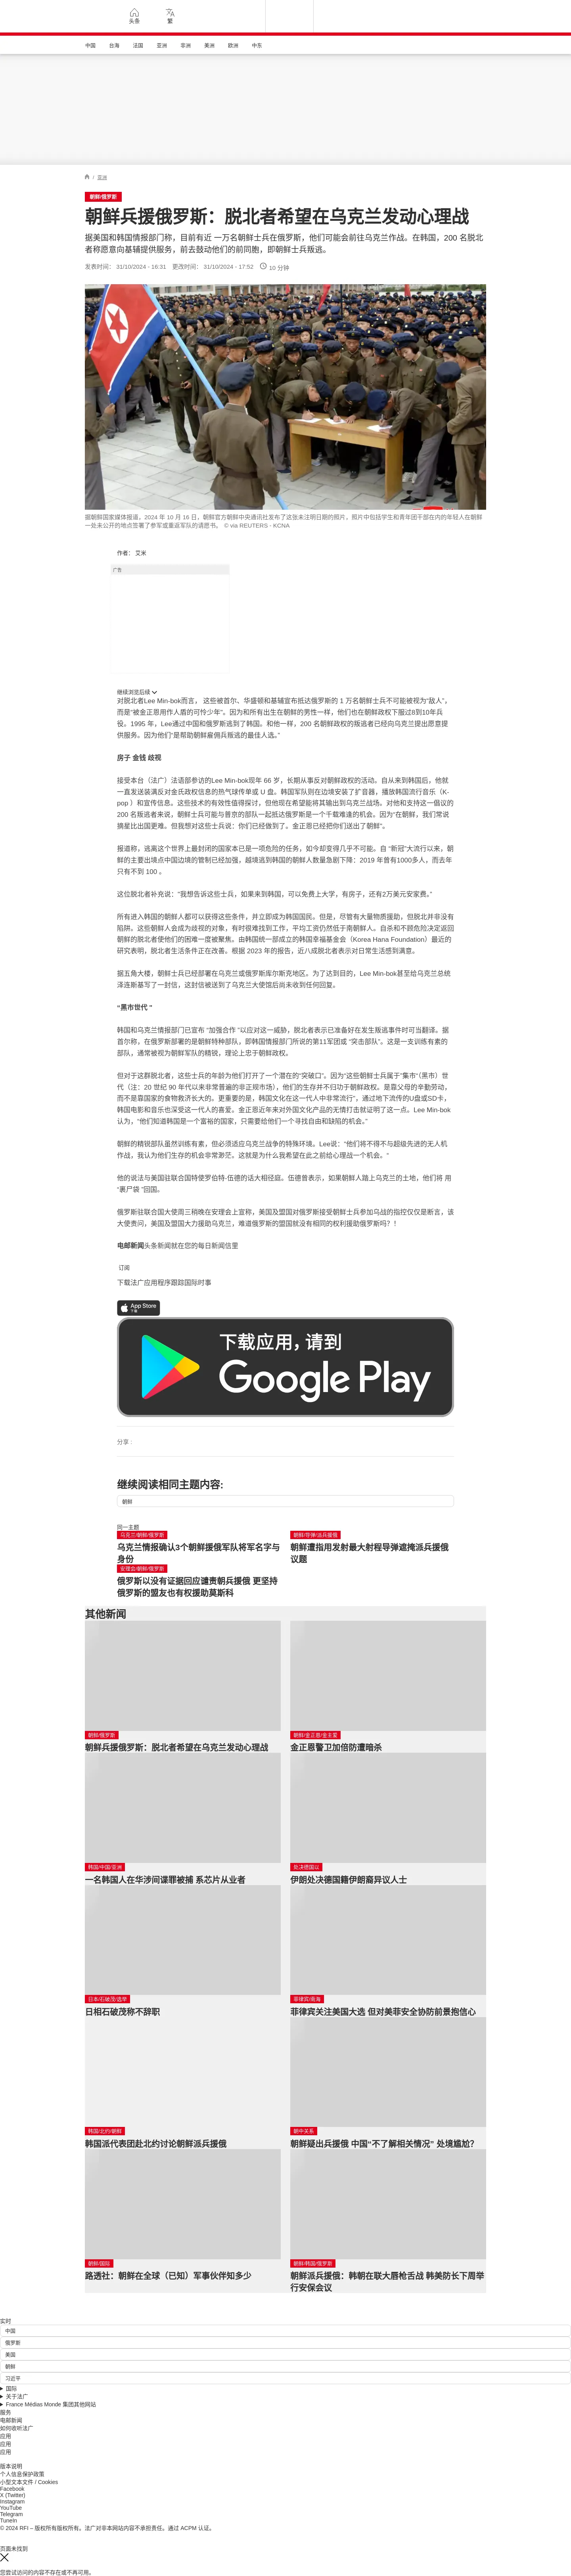 头条
繁
中国
台海
法国
亚洲
非洲
美洲
欧洲
中东
/ 亚洲
朝鲜/俄罗斯
朝鲜兵援俄罗斯：脱北者希望在乌克兰发动心理战
据美国和韩国情报部门称，目前有近 一万名朝鲜士兵在俄罗斯，他们可能会前往乌克兰作战。在韩国，200 名脱北
者称愿意向基辅提供服务，前去鼓动他们的前同胞，即朝鲜士兵叛逃。
发表时间： 31/10/2024 - 16:31 更改时间： 31/10/2024 - 17:52 10 分钟
据朝鲜国家媒体报道，2024 年 10 月 16 日，朝鲜官方朝鲜中央通讯社发布了这张未注明日期的照片，照片中包括学生和青年团干部在内的年轻人在朝鲜
一处未公开的地点签署了参军或重返军队的请愿书。 © via REUTERS - KCNA
作者： 艾米
广告
继续浏览后续
对脱北者Lee Min-bok而言， 这些被首尔、华盛顿和基辅宣布抵达俄罗斯的 1 万名朝鲜士兵不可能被视为“敌人”，
而是“被金正恩用作人盾的可怜少年”。因为和所有出生在朝鲜的男性一样，他们也在朝鲜政权下服过8到10年兵
役。1995 年，Lee通过中国和俄罗斯逃到了韩国。和他一样，200 名朝鲜政权的叛逃者已经向乌克兰提出愿意提
供服务。因为他们“是帮助朝鲜雇佣兵叛逃的最佳人选。”
房子 金钱 歧视
接受本台（法广）法语部参访的Lee Min-bok现年 66 岁，长期从事反对朝鲜政权的活动。自从来到韩国后，他就
一直发送装满反对金氏政权信息的热气球传单或 U 盘。韩国军队则在边境安装了扩音器，播放韩国流行音乐（K-
pop ）和宣传信息。这些技术的有效性值得探讨，但他现在希望能将其输出到乌克兰战场。对他和支持这一倡议的
200 名叛逃者来说，朝鲜士兵可能与普京的部队一起抵达俄罗斯是一个千载难逢的机会。因为“在朝鲜，我们常说
摘星比出国更难。但我想对这些士兵说：你们已经做到了。金正恩已经把你们送出了朝鲜”。
报道称，逃离这个世界上最封闭的国家本已是一项危险的任务，如今却变得几乎不可能。自 “新冠”大流行以来，朝
鲜的主要出境点中国边境的管制已经加强，越境逃到韩国的朝鲜人数量急剧下降：2019 年曾有1000多人，而去年
只有不到 100 。
这位脱北者补充说：“我想告诉这些士兵，如果来到韩国，可以免费上大学，有房子，还有2万美元安家费。”
所有进入韩国的朝鲜人都可以获得这些条件，并立即成为韩国国民。但是，尽管有大量物质援助，但脱北并非没有
陷阱。这些朝鲜人会成为歧视的对象，有时很难找到工作，平均工资仍然低于南朝鲜人。自杀和不顾危险决定返回
朝鲜的脱北者使他们的困难一度被聚焦。由韩国统一部成立的韩国幸福基金会（Korea Hana Foundation）最近的
研究表明，脱北者生活条件正在改善。根据 2023 年的报告，近八成脱北者表示对日常生活感到满意。
据五角大楼，朝鲜士兵已经部署在乌克兰或俄罗斯库尔斯克地区。为了达到目的，Lee Min-bok甚至给乌克兰总统
泽连斯基写了一封信，这封信被送到了乌克兰大使馆后尚未收到任何回复。
“黑市世代 ”
韩国和乌克兰情报部门已宣布 “加强合作 ”以应对这一威胁，脱北者表示已准备好在发生叛逃事件时可当翻译。据
首尔称，在俄罗斯部署的是朝鲜特种部队，即韩国情报部门所说的第11军团或 “突击部队”。这是一支训练有素的
部队，通常被视为朝鲜军队的精锐，理论上忠于朝鲜政权。
但对于这群脱北者，这些士兵的年龄为他们打开了一个潜在的“突破口”。因为“这些朝鲜士兵属于”集市“（黑市）世
代（注：20 世纪 90 年代以来非常普遍的非正规市场），他们的生存并不归功于朝鲜政权。是靠父母的辛勤劳动，
而不是靠国家的食物救济长大的。更重要的是，韩国文化在这一代人中非常流行”。通过地下流传的U盘或SD卡，
韩国电影和音乐也深受这一代人的喜爱。金正恩近年来对外国文化产品的无情打击就证明了这一点。Lee Min-bok
认为，“他们知道韩国是一个富裕的国家，只需要给他们一个寻找自由和缺陷的机会。”
朝鲜的精锐部队虽然训练有素，但必须适应乌克兰战争的特殊环境。Lee说：“他们将不得不与超级先进的无人机
作战，我认为他们生存的机会非常渺茫。这就是为什么我希望在此之前给心理战一个机会。”
他的说法与美国驻联合国特使罗伯特·伍德的话大相径庭。伍德曾表示，如果朝鲜人踏上乌克兰的土地，他们将 用
“裹尸袋 ”回国。
俄罗斯驻联合国大使周三稍晚在安理会上宣称，美国及盟国对俄罗斯接受朝鲜士兵参加乌战的指控仅仅是断言，该
大使责问，美国及盟国大力援助乌克兰，难道俄罗斯的盟国就没有相同的权利援助俄罗斯吗？！
电邮新闻头条新闻就在您的每日新闻信里
订阅
下载法广应用程序跟踪国际时事
App Store
下载
下载应用，请到
Google Play
分享 :
继续阅读相同主题内容:
朝鲜
同一主题
乌克兰/朝鲜/俄罗斯
乌克兰情报确认3个朝鲜援俄军队将军名字与
身份
朝鲜/导弹/派兵援俄
朝鲜遭指用发射最大射程导弹遮掩派兵援俄
议题
安理会/朝鲜/俄罗斯
俄罗斯以没有证据回应谴责朝兵援俄 更坚持
俄罗斯的盟友也有权援助莫斯科
其他新闻
朝鲜/俄罗斯
朝鲜兵援俄罗斯：脱北者希望在乌克兰发动心理战
朝鲜/金正恩/金主爱
金正恩警卫加倍防遭暗杀
韩国/中国/亚洲
一名韩国人在华涉间谍罪被捕 系芯片从业者
处决德国公
伊朗处决德国籍伊朗裔异议人士
日本/石破茂/选举
日相石破茂称不辞职
菲律宾/南海
菲律宾关注美国大选 但对美菲安全协防前景抱信心
韩国/北约/朝鲜
韩国派代表团赴北约讨论朝鲜派兵援俄
朝中关系
朝鲜疑出兵援俄 中国“不了解相关情况” 处境尴尬？
朝鲜/国际
路透社：朝鲜在全球（已知）军事伙伴知多少
朝鲜/韩国/俄罗斯
朝鲜派兵援俄：韩朝在联大唇枪舌战 韩美防长下周举
行安保会议
实时
中国
俄罗斯
美国
朝鲜
习近平
国际
关于法广
France Médias Monde 集团其他网站
服务
电邮新闻
如何收听法广
应用
应用
应用
版本说明
个人信息保护政策
小型文本文件 / Cookies
Facebook
X (Twitter)
Instagram
YouTube
Telegram
TuneIn
© 2024 RFI – 版权所有版权所有。法广对非本网站内容不承担责任。通过 ACPM 认证。
页面未找到
您尝试访问的内容不存在或不再可用。